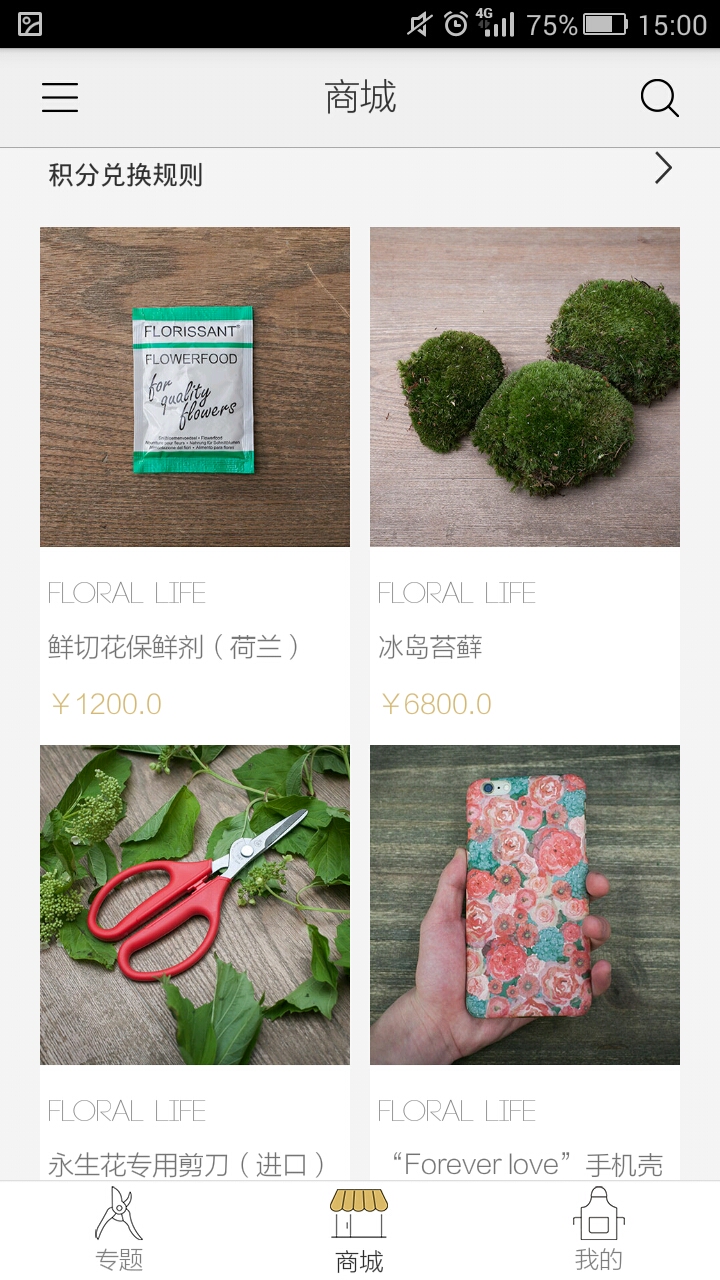 4G 75% 15:00
商城
积分兑换规则
FLORISSANT®
FLOWERFOOD
for
quality
flowers
FLORAL LIFE
鲜切花保鲜剂（荷兰）
￥1200.0
FLORAL LIFE
冰岛苔藓
￥6800.0
FLORAL LIFE
永生花专用剪刀（进口）
FLORAL LIFE
“Forever love”手机壳
专题
商城
我的